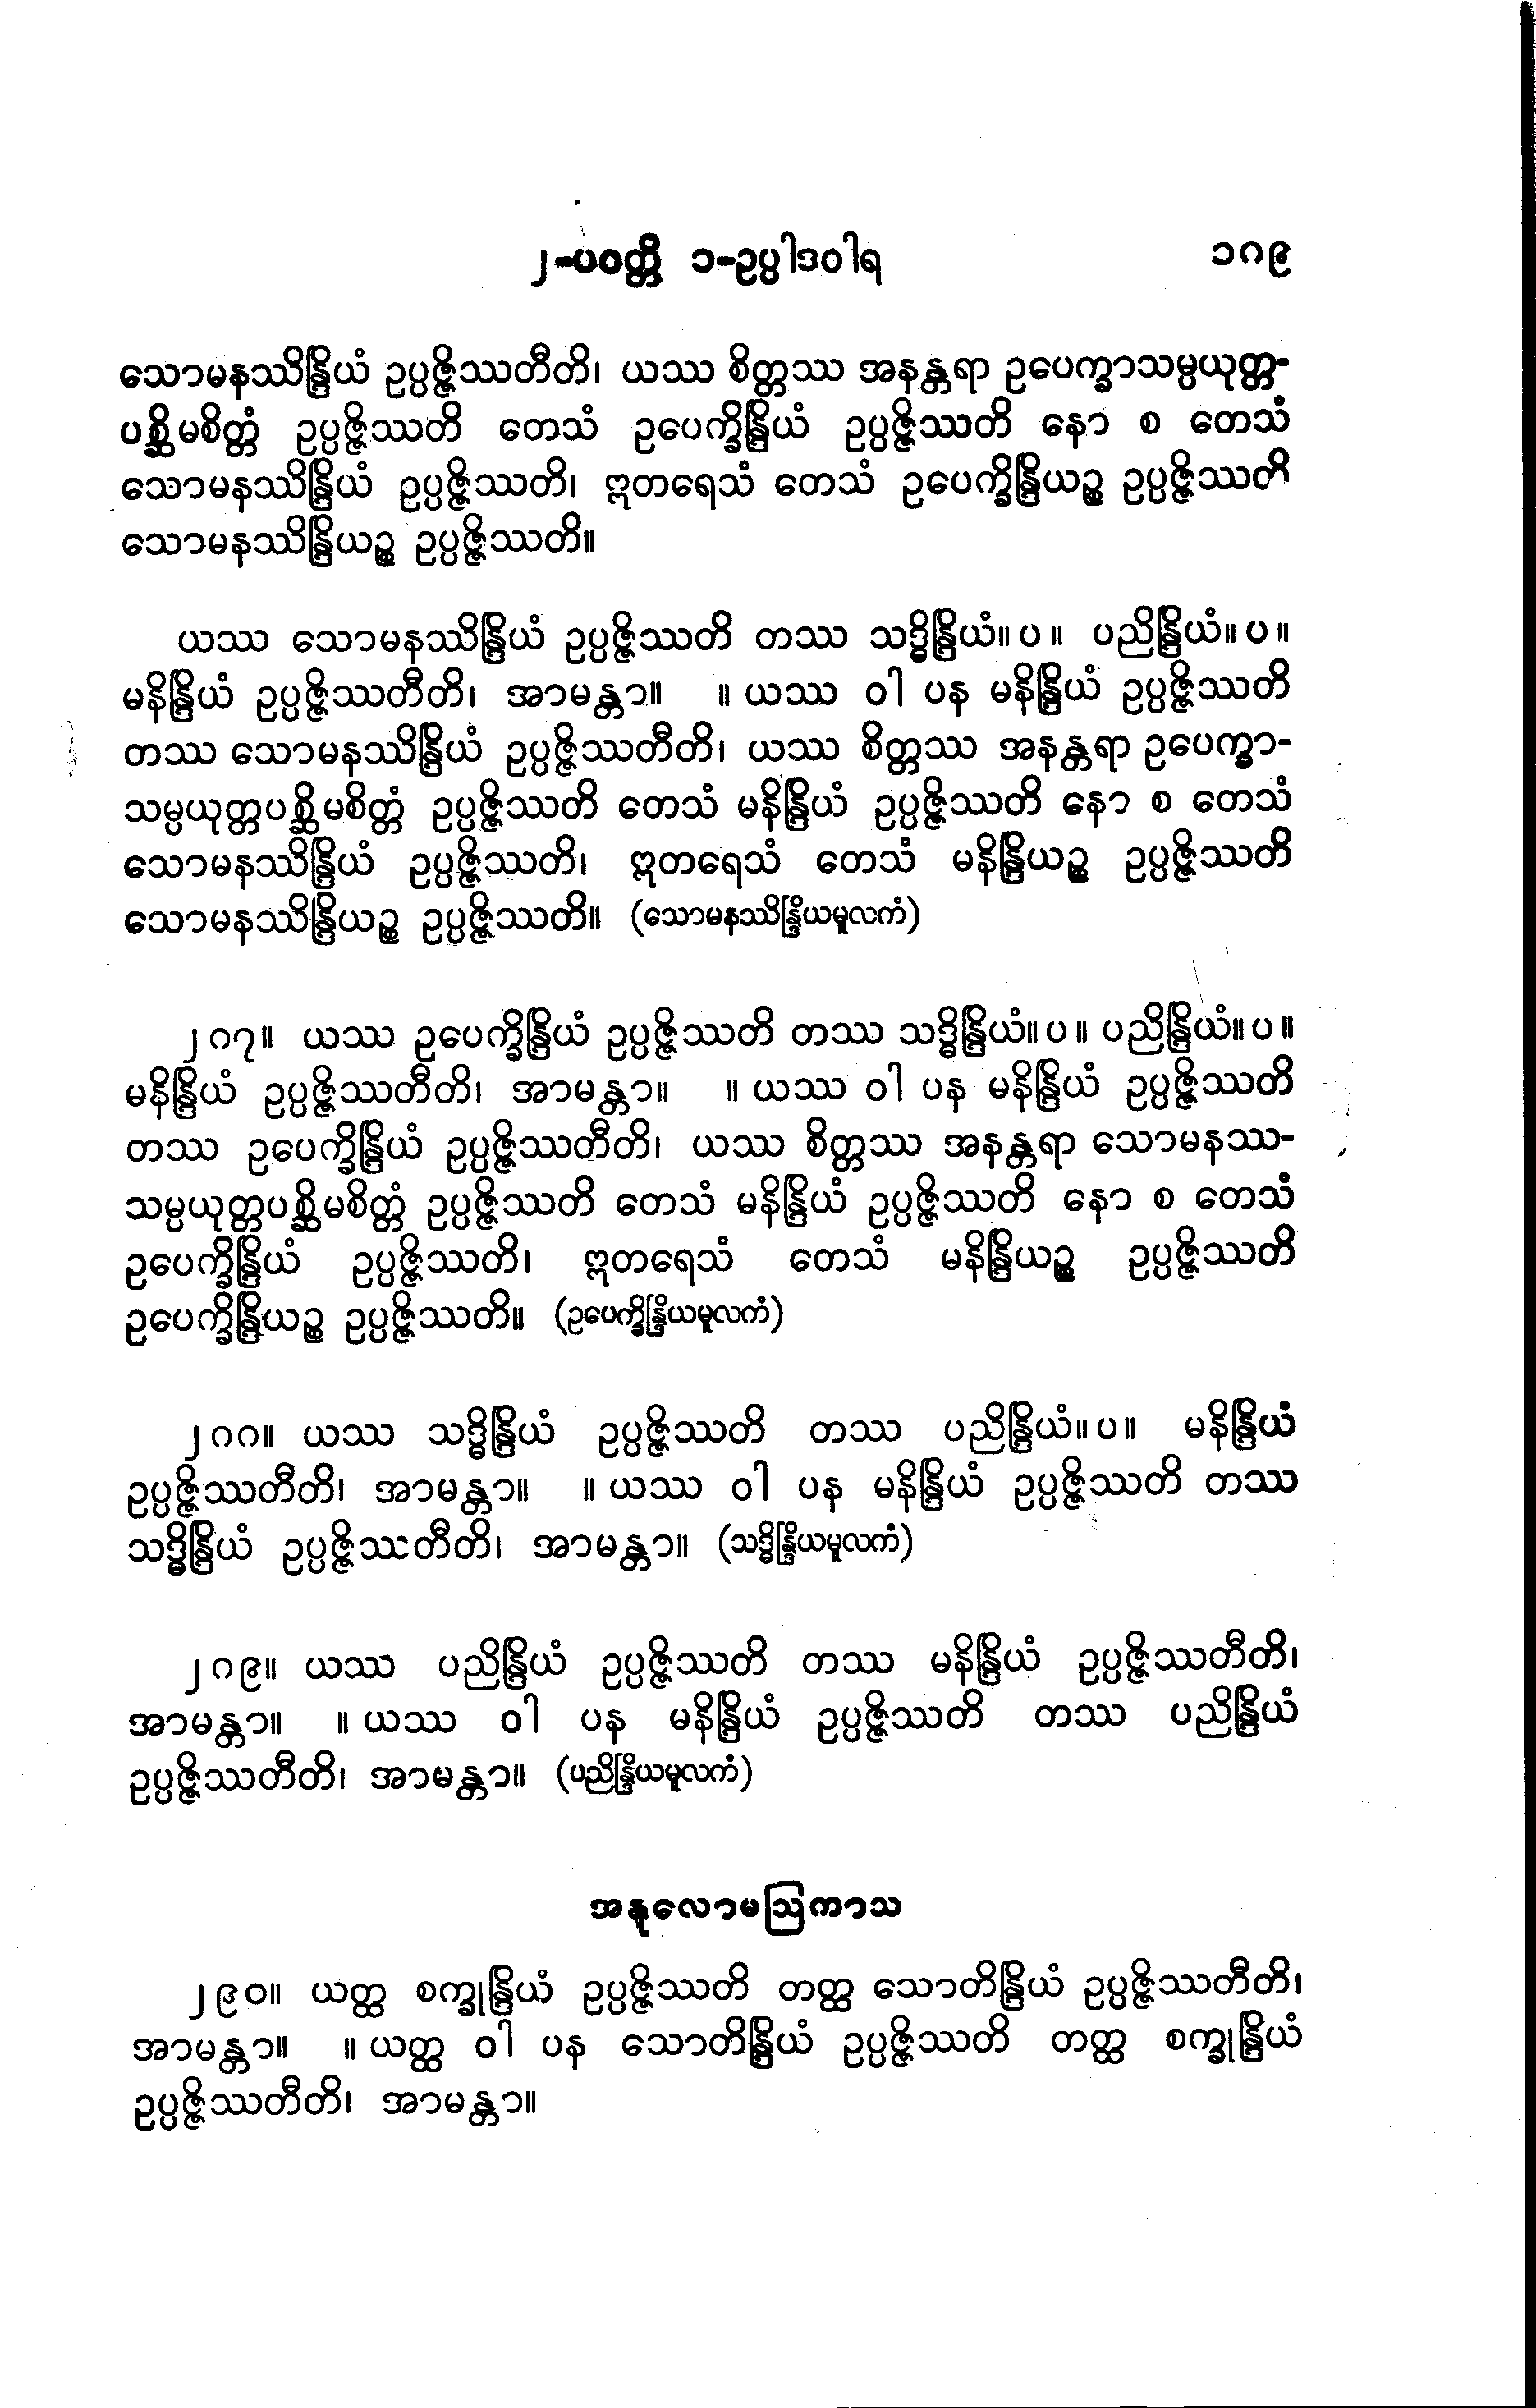 ၂-ပဝတ္တိ ၁-ဥပ္ပါဒဝါရ ၁၈၉
သောမနဿိန္ဒြိယံ ဥပ္ပဇ္ဇိဿတီတိ၊ ယဿ စိတ္တဿ အနန္တရာ ဥပေက္ခာသမ္ပယုတ္တ-
ပစ္ဆိမစိတ္တံ ဥပ္ပဇ္ဇိဿတိ တေသံ ဥပေက္ခိန္ဒြိယံ ဥပ္ပဇ္ဇိဿတိ နော စ တေသံ
သောမနဿိန္ဒြိယံ ဥပ္ပဇ္ဇိဿတိ၊ ဣတရေသံ တေသံ ဥပေက္ခိန္ဒြိယဉ္စ ဥပ္ပဇ္ဇိဿတိ
သောမနဿိန္ဒြိယဉ္စ ဥပ္ပဇ္ဇိဿတိ။
ယဿ သောမနဿိန္ဒြိယံ ဥပ္ပဇ္ဇိဿတိ တဿ သဒ္ဓိန္ဒြိယံ။ပ။ ပညိန္ဒြိယံ။ပ။
မနိန္ဒြိယံ ဥပ္ပဇ္ဇိဿတီတိ၊ အာမန္တာ။ ။ယဿ ဝါ ပန မနိန္ဒြိယံ ဥပ္ပဇ္ဇိဿတိ
တဿ သောမနဿိန္ဒြိယံ ဥပ္ပဇ္ဇိဿတီတိ၊ ယဿ စိတ္တဿ အနန္တရာ ဥပေက္ခာ-
သမ္ပယုတ္တပစ္ဆိမစိတ္တံ ဥပ္ပဇ္ဇိဿတိ တေသံ မနိန္ဒြိယံ ဥပ္ပဇ္ဇိဿတိ နော စ တေသံ
သောမနဿိန္ဒြိယံ ဥပ္ပဇ္ဇိဿတိ၊ ဣတရေသံ တေသံ မနိန္ဒြိယဉ္စ ဥပ္ပဇ္ဇိဿတိ
သောမနဿိန္ဒြိယဉ္စ ဥပ္ပဇ္ဇိဿတိ။ (သောမနဿိန္ဒြိယမူလကံ)
၂၈၇။ ယဿ ဥပေက္ခိန္ဒြိယံ ဥပ္ပဇ္ဇိဿတိ တဿ သဒ္ဓိန္ဒြိယံ။ပ။ ပညိန္ဒြိယံ။ပ။
မနိန္ဒြိယံ ဥပ္ပဇ္ဇိဿတီတိ၊ အာမန္တာ။ ။ယဿ ဝါ ပန မနိန္ဒြိယံ ဥပ္ပဇ္ဇိဿတိ
တဿ ဥပေက္ခိန္ဒြိယံ ဥပ္ပဇ္ဇိဿတီတိ၊ ယဿ စိတ္တဿ အနန္တရာ သောမနဿ-
သမ္ပယုတ္တပစ္ဆိမစိတ္တံ ဥပ္ပဇ္ဇိဿတိ တေသံ မနိန္ဒြိယံ ဥပ္ပဇ္ဇိဿတိ နော စ တေသံ
ဥပေက္ခိန္ဒြိယံ ဥပ္ပဇ္ဇိဿတိ၊ ဣတရေသံ တေသံ မနိန္ဒြိယဉ္စ ဥပ္ပဇ္ဇိဿတိ
ဥပေက္ခိန္ဒြိယဉ္စ ဥပ္ပဇ္ဇိဿတိ။ (ဥပေက္ခိန္ဒြိယမူလကံ)
၂၈၈။ ယဿ သဒ္ဓိန္ဒြိယံ ဥပ္ပဇ္ဇိဿတိ တဿ ပညိန္ဒြိယံ။ပ။ မနိန္ဒြိယံ
ဥပ္ပဇ္ဇိဿတီတိ၊ အာမန္တာ။ ။ယဿ ဝါ ပန မနိန္ဒြိယံ ဥပ္ပဇ္ဇိဿတိ တဿ
သဒ္ဓိန္ဒြိယံ ဥပ္ပဇ္ဇိဿတီတိ၊ အာမန္တာ။ (သဒ္ဓိန္ဒြိယမူလကံ)
၂၈၉။ ယဿ ပညိန္ဒြိယံ ဥပ္ပဇ္ဇိဿတိ တဿ မနိန္ဒြိယံ ဥပ္ပဇ္ဇိဿတီတိ၊
အာမန္တာ။ ။ယဿ ဝါ ပန မနိန္ဒြိယံ ဥပ္ပဇ္ဇိဿတိ တဿ ပညိန္ဒြိယံ
ဥပ္ပဇ္ဇိဿတီတိ၊ အာမန္တာ။ (ပညိန္ဒြိယမူလကံ)
အနုလောမဩကာသ
၂၉၀။ ယတ္ထ စက္ခုန္ဒြိယံ ဥပ္ပဇ္ဇိဿတိ တတ္ထ သောတိန္ဒြိယံ ဥပ္ပဇ္ဇိဿတီတိ၊
အာမန္တာ။ ။ယတ္ထ ဝါ ပန သောတိန္ဒြိယံ ဥပ္ပဇ္ဇိဿတိ တတ္ထ စက္ခုန္ဒြိယံ
ဥပ္ပဇ္ဇိဿတီတိ၊ အာမန္တာ။